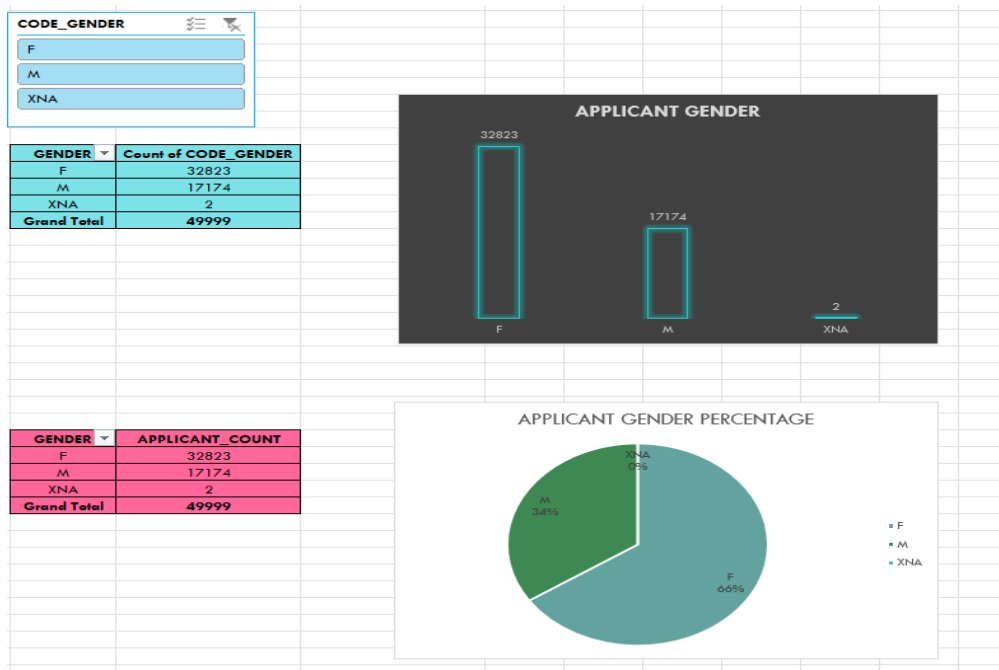 CODE_GENDER
F
M
XNA
GENDER Count of CODE_GENDER
F 32823
M 17174
XNA 2
Grand Total 49999
APPLICANT GENDER
32823
17174
2
F M XNA
GENDER APPLICANT_COUNT
F 32823
M 17174
XNA 2
Grand Total 49999
APPLICANT GENDER PERCENTAGE
XNA
0%
M
34%
F
66%
F
M
XNA